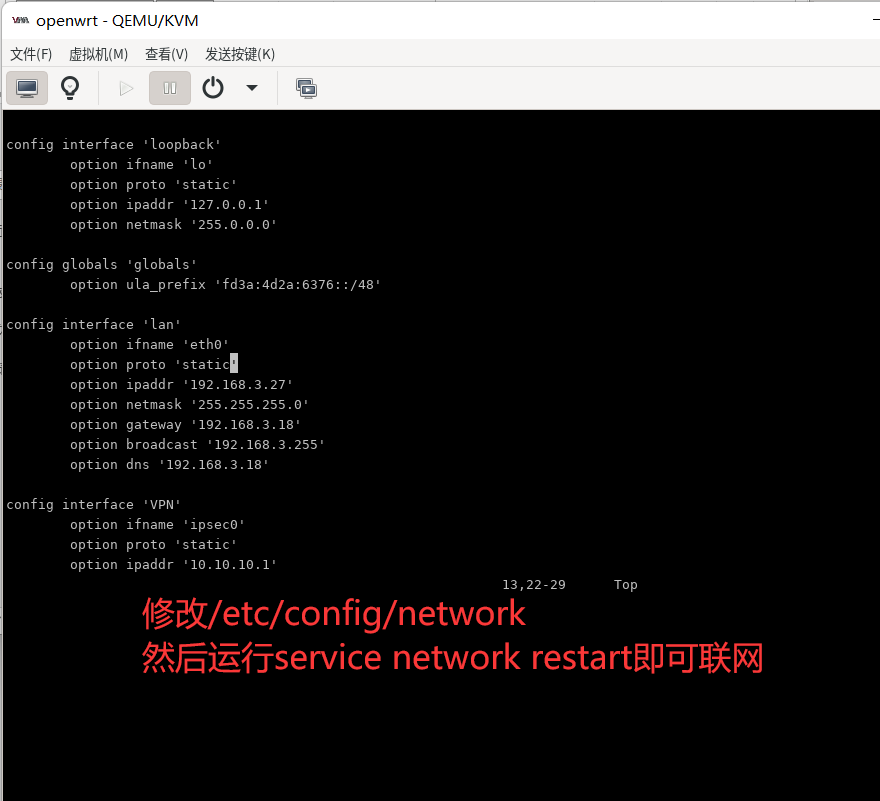 openwrt - QEMU/KVM
文件(F) 虚拟机(M) 查看(V) 发送按键(K)
config interface 'loopback'
option ifname 'lo'
option proto 'static'
option ipaddr '127.0.0.1'
option netmask '255.0.0.0'
config globals 'globals'
option ula_prefix 'fd3a:4d2a:6376::/48'
config interface 'lan'
option ifname 'eth0'
option proto 'static'
option ipaddr '192.168.3.27'
option netmask '255.255.255.0'
option gateway '192.168.3.18'
option broadcast '192.168.3.255'
option dns '192.168.3.18'
config interface 'VPN'
option ifname 'ipsec0'
option proto 'static'
option ipaddr '10.10.10.1'
13,22-29 Top
修改/etc/config/network
然后运行service network restart即可联网